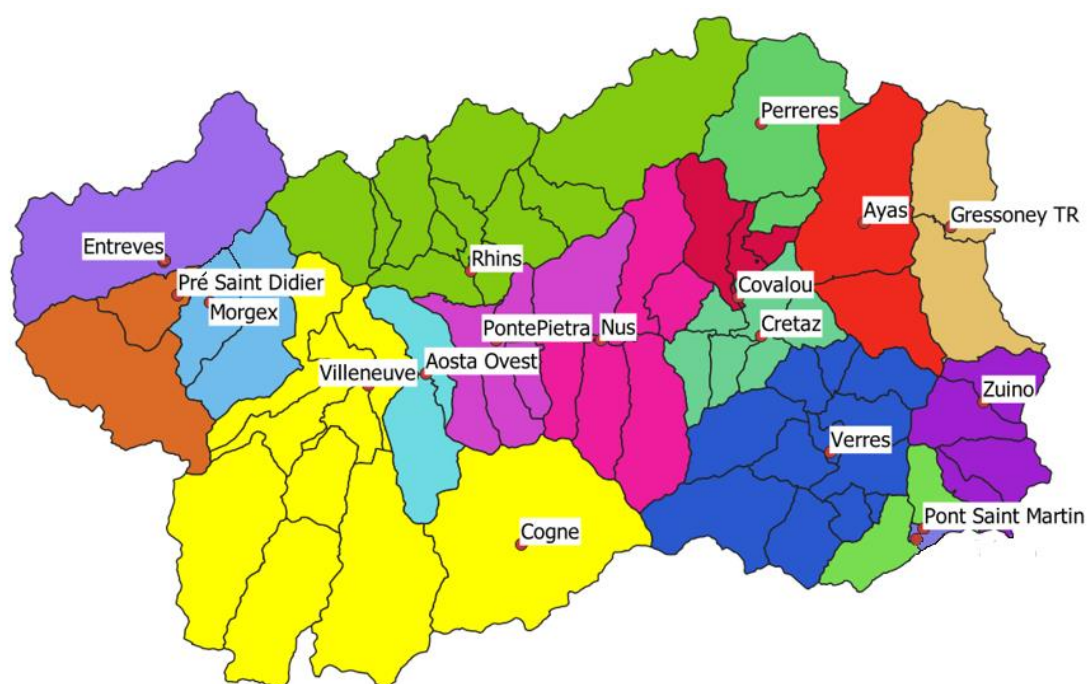 Perreres
Ayas
Gressoney TR
Entreves
Rhins
Pré Saint Didier
Morgex
Covalou
PontePietra
Nus
Cretaz
Villeneuve
Aosta Ovest
Zuino
Verres
Pont Saint Martin
Cogne